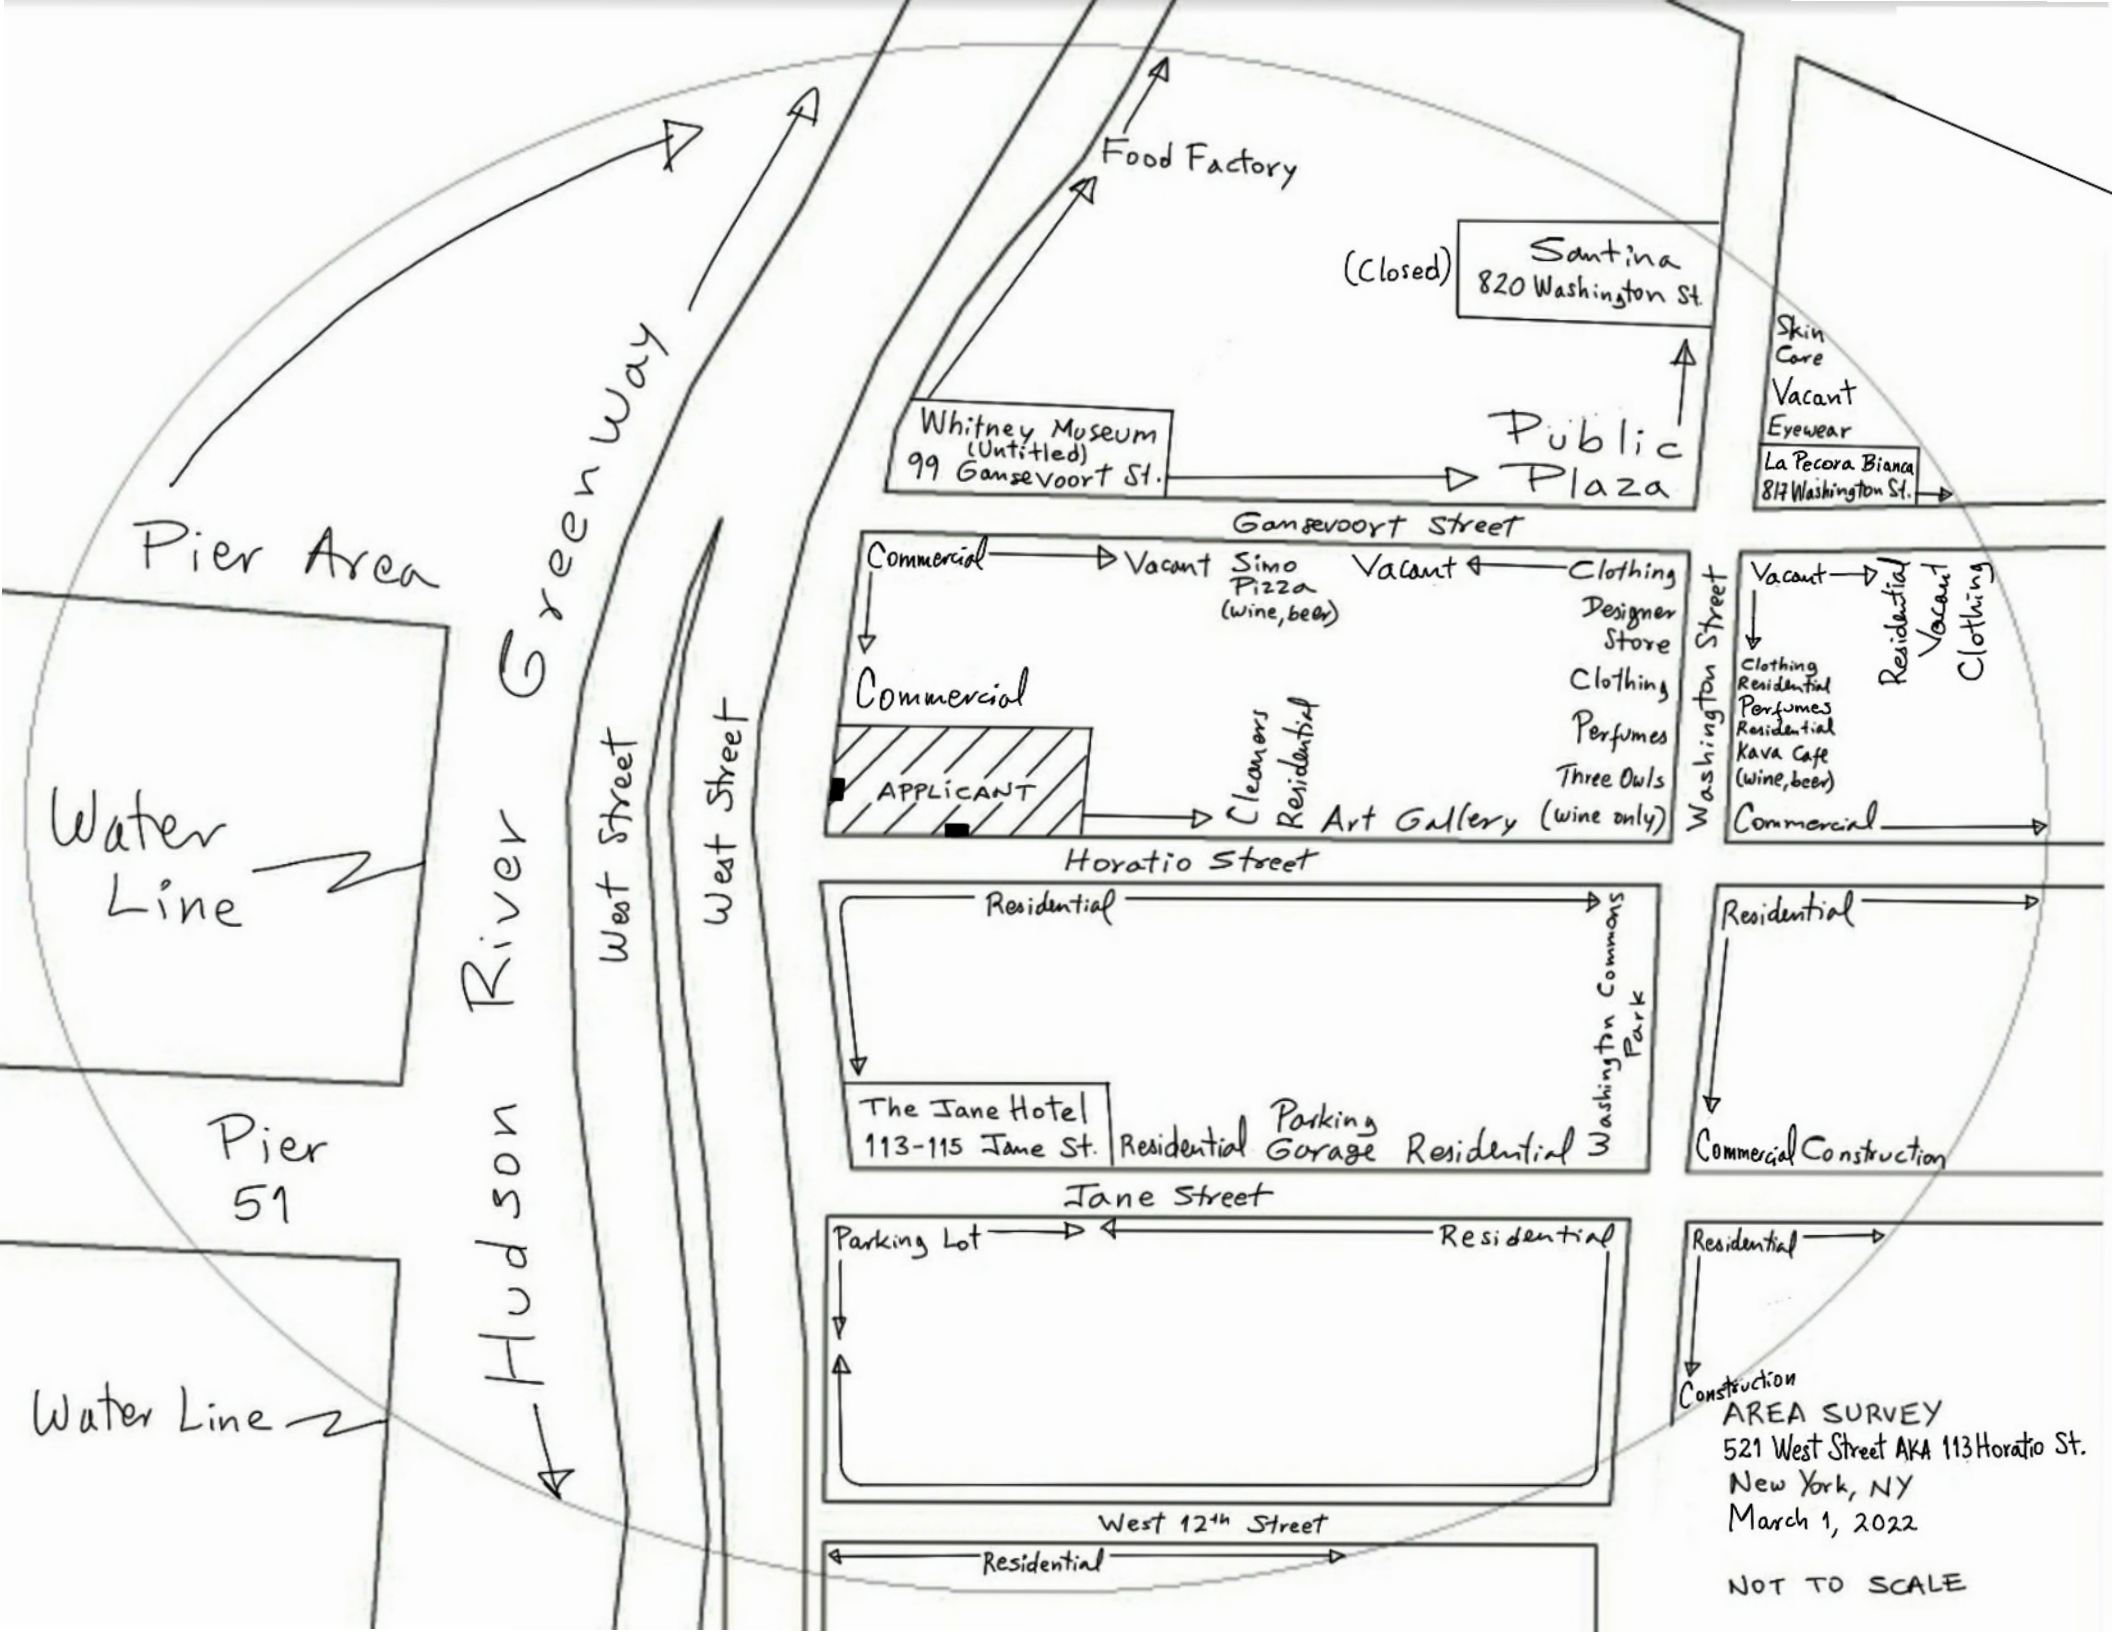 Food Factory
(Closed)
Santina
820 Washington St.
Skin
Care
Vacant
Eyewear
La Pecora Bianca
817 Washington St.
Whitney Museum
(Untitled)
99 Gansevoort St.
Public
Plaza
Gansevoort Street
Pier Area
Hudson River Greenway
West Street
West Street
Commercial
Vacant
Simo
Pizza
(wine, beer)
Vacant
Clothing
Designer
Store
Clothing
Perfumes
Three Owls
(wine only)
Commercial
APPLICANT
Cleaners
Residential
Art Gallery
Washington Street
Vacant
Residential
Vacant
Clothing
Clothing
Residential
Perfumes
Residential
Kava Cafe
(wine, beer)
Commercial
Water
Line
Horatio Street
Residential
Washington Commons
Park
Residential
The Jane Hotel
113-115 Jane St.
Residential
Parking
Garage
Residential
Commercial
Construction
Pier
51
Jane Street
Parking Lot
Residential
Residential
Construction
Water Line
West 12th Street
Residential
AREA SURVEY
521 West Street AKA 113 Horatio St.
New York, NY
March 1, 2022
NOT TO SCALE